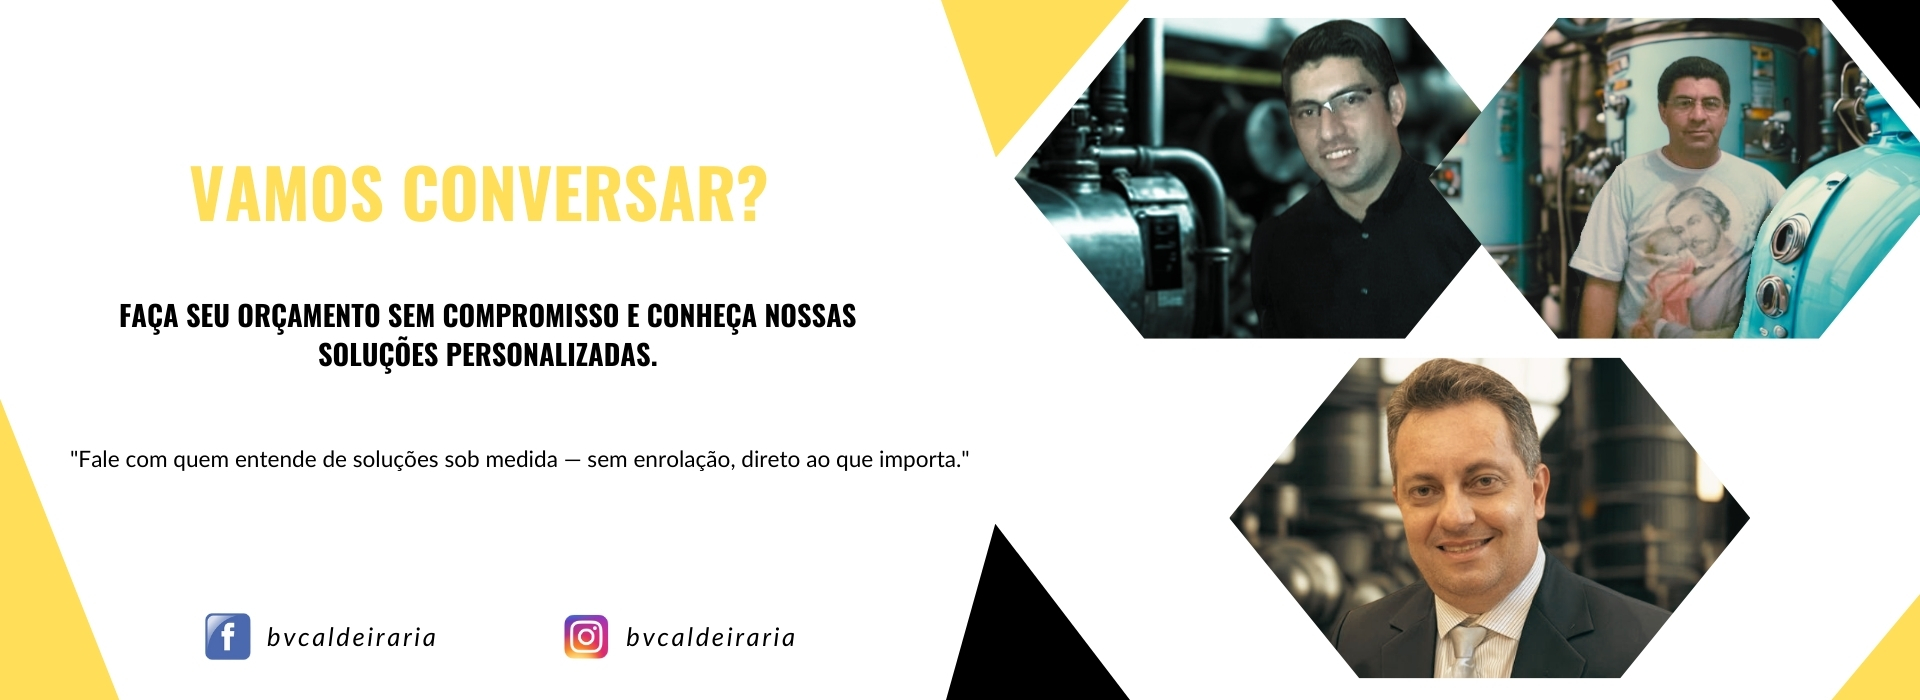 VAMOS CONVERSAR?
FAÇA SEU ORÇAMENTO SEM COMPROMISSO E CONHEÇA NOSSAS
SOLUÇÕES PERSONALIZADAS.
"Fale com quem entende de soluções sob medida — sem enrolação, direto ao que importa."
bvcaldeiraria
bvcaldeiraria